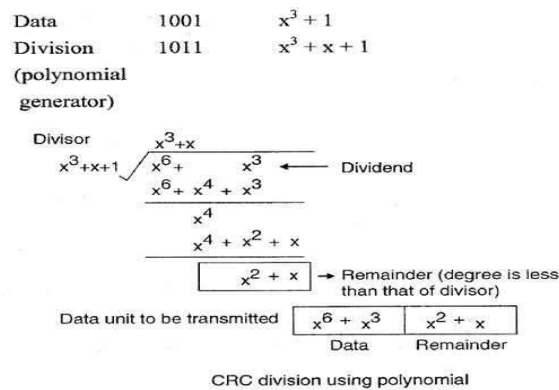 Data 1001 x³ + 1
Division 1011 x³ + x + 1
(polynomial
generator)
Divisor x³+x
x³+x+1 x⁶+ x³ ← Dividend
x⁶+ x⁴ + x³
x⁴
x⁴ + x² + x
x² + x → Remainder (degree is less
than that of divisor)
Data unit to be transmitted x⁶ + x³ x² + x
Data Remainder
CRC division using polynomial